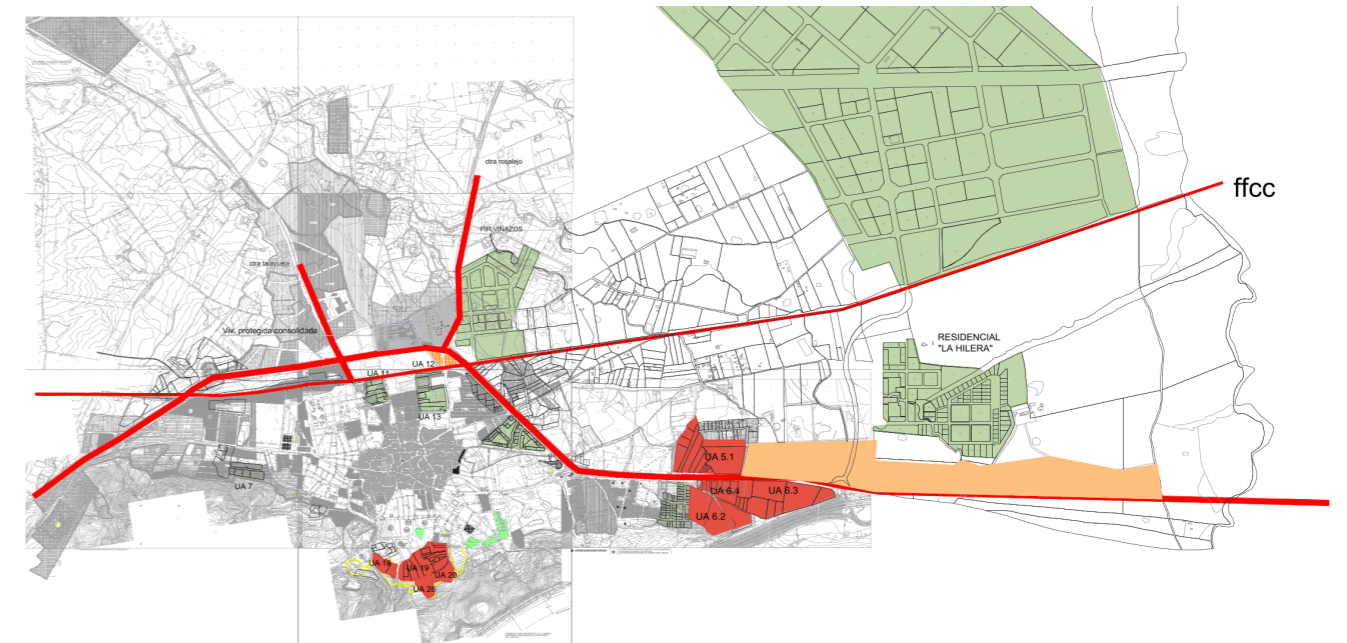 ctra rosalejo
ffcc
PIR VIÑAZOS
ctra talayuela
Viv. protegida consolidada
RESIDENCIAL
"LA HILERA"
UA 12
UA 11
UA 13
UA 5.1
UA 7
UA 6.4
UA 6.3
UA 6.2
UA 18
UA 19
UA 20
UA 26